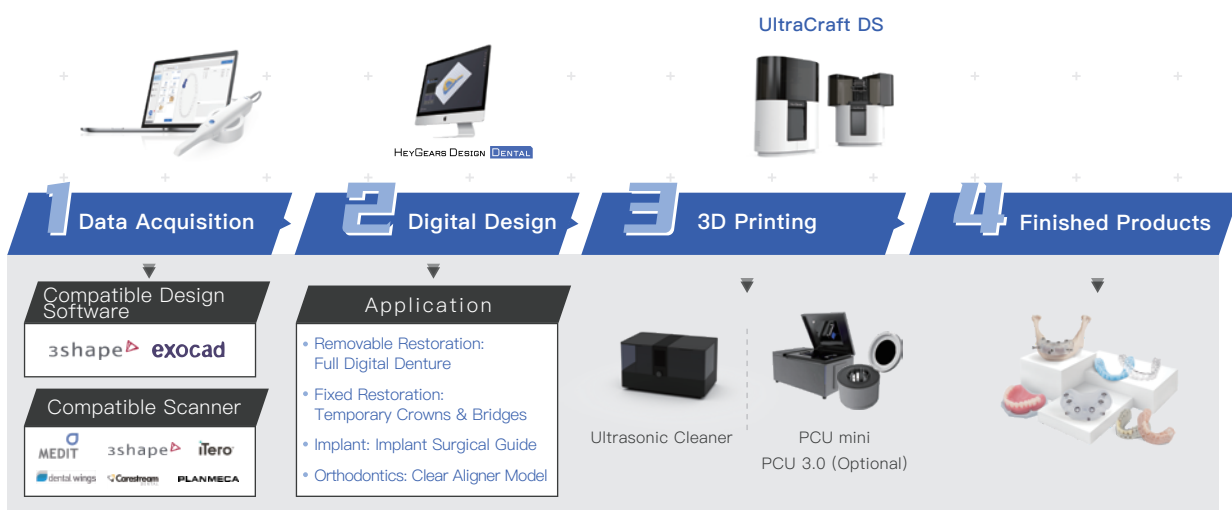 UltraCraft DS
HEYGEARS DESIGN DENTAL
1 Data Acquisition
2 Digital Design
3 3D Printing
4 Finished Products
Compatible Design
Software
3shape
exocad
Compatible Scanner
MEDIT
3shape
iTero
dental wings
Carestream
PLANMECA
Application
• Removable Restoration:
Full Digital Denture
• Fixed Restoration:
Temporary Crowns & Bridges
• Implant: Implant Surgical Guide
• Orthodontics: Clear Aligner Model
Ultrasonic Cleaner
PCU mini
PCU 3.0 (Optional)